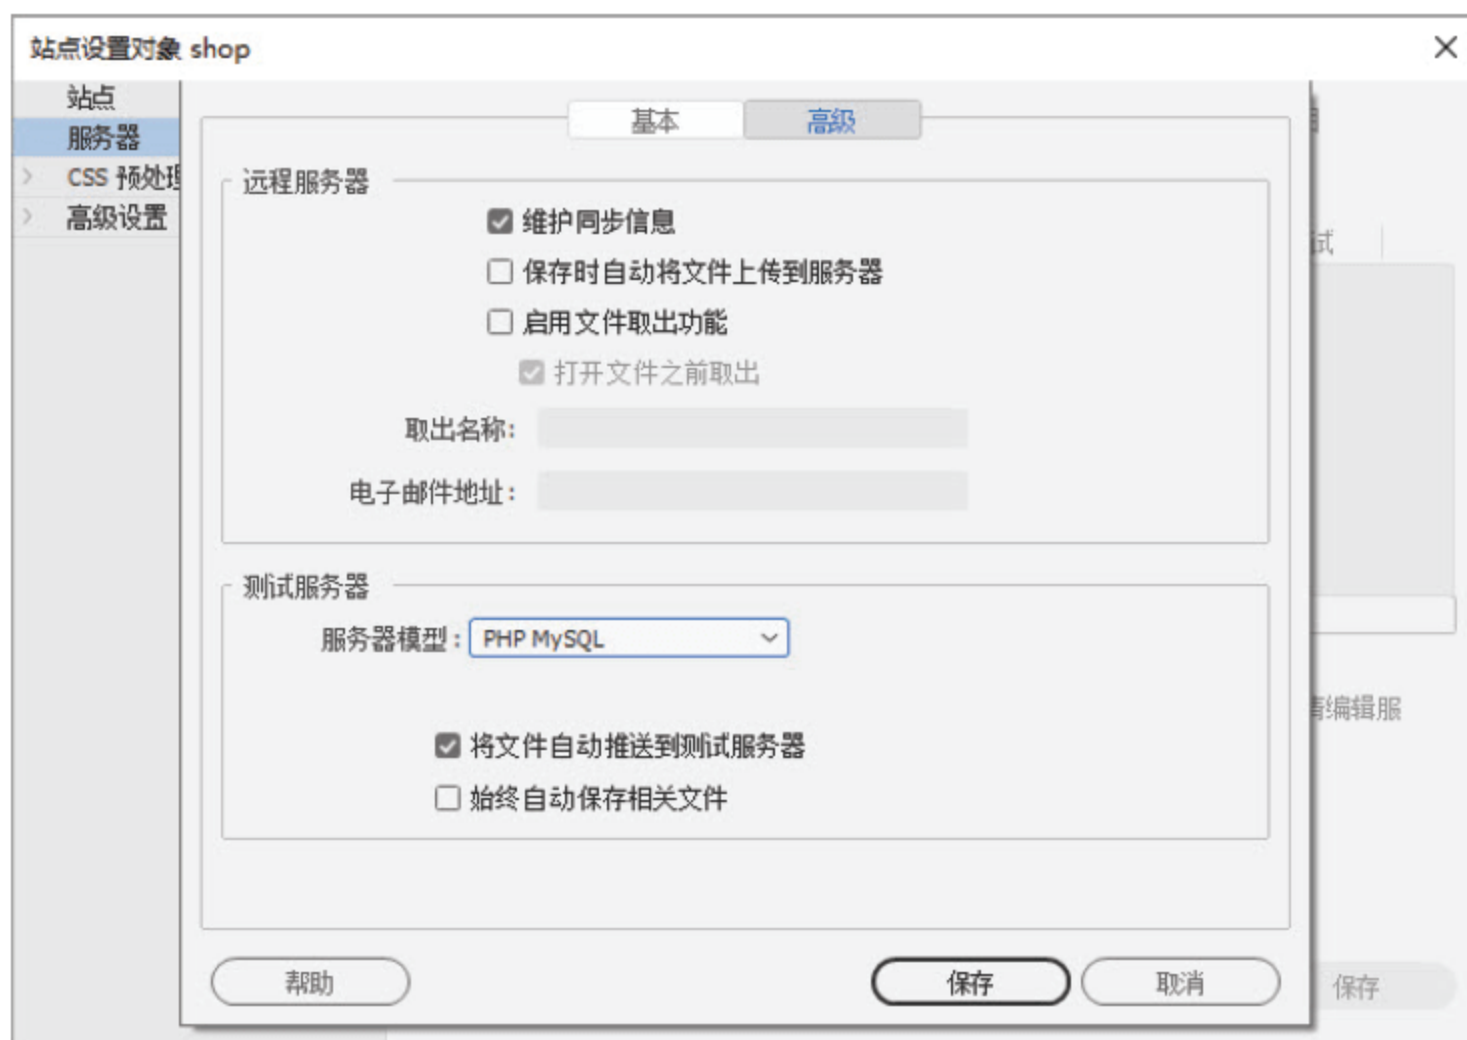 站点设置对象 shop
站点
服务器
CSS 预处理
高级设置
基本
高级
远程服务器
维护同步信息
保存时自动将文件上传到服务器
启用文件取出功能
打开文件之前取出
取出名称:
电子邮件地址:
测试服务器
服务器模型: PHP MySQL
将文件自动推送到测试服务器
始终自动保存相关文件
帮助
保存
取消
试
编辑服
保存